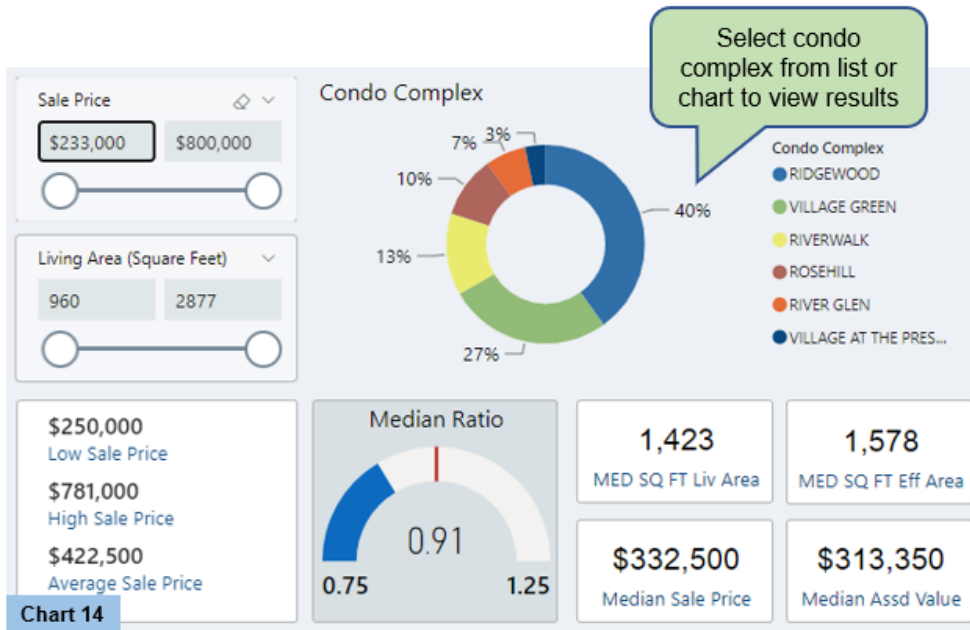 Select condo
complex from list or
chart to view results
Sale Price
$233,000
$800,000
Condo Complex
3%
7%
10%
40%
13%
27%
Condo Complex
RIDGEWOOD
VILLAGE GREEN
RIVERWALK
ROSEHILL
RIVER GLEN
VILLAGE AT THE PRES...
Living Area (Square Feet)
960
2877
$250,000
Low Sale Price
$781,000
High Sale Price
$422,500
Average Sale Price
Chart 14
Median Ratio
0.91
0.75
1.25
1,423
MED SQ FT Liv Area
1,578
MED SQ FT Eff Area
$332,500
Median Sale Price
$313,350
Median Assd Value